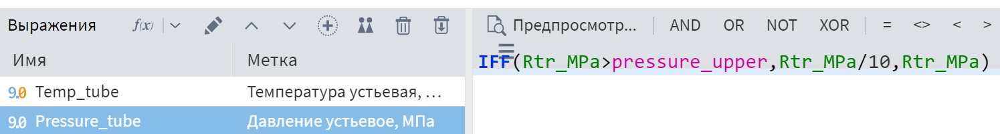 Выражения f(x) Предпросмотр... AND OR NOT XOR = <> < >
Имя Метка
IFF(Rtr_MPa>pressure_upper,Rtr_MPa/10,Rtr_MPa)
9.0 Temp_tube Температура устьевая, ...
9.0 Pressure_tube Давление устьевое, МПа